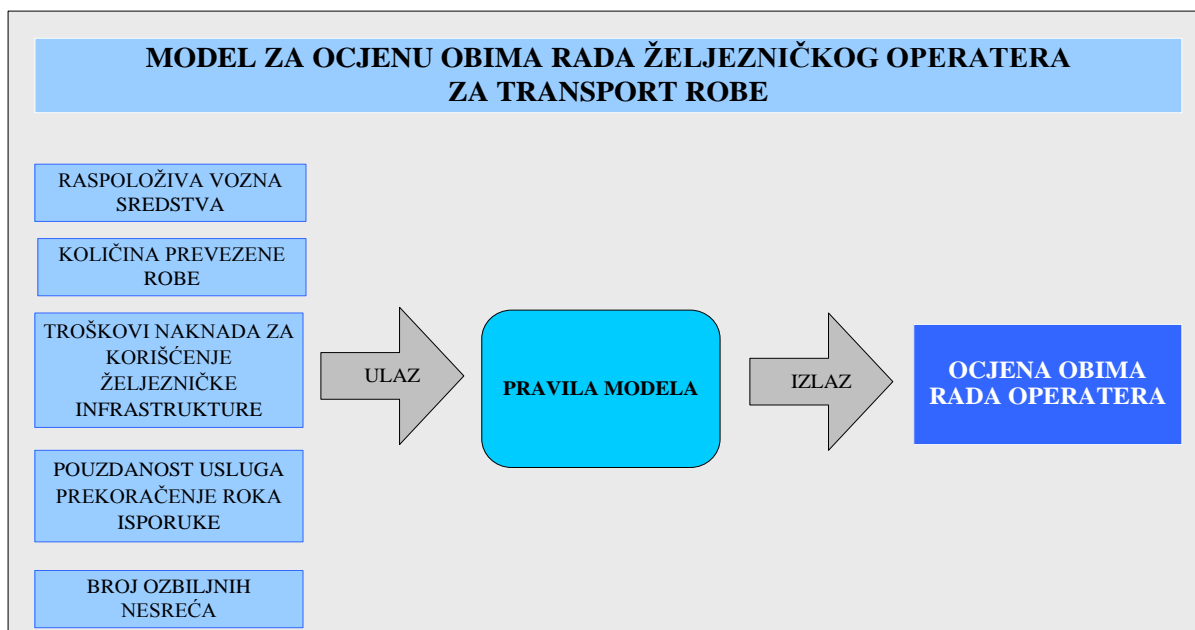 MODEL ZA OCJENU OBIMA RADA ŽELJEZNIČKOG OPERATERA
ZA TRANSPORT ROBE
RASPOLOŽIVA VOZNA
SREDSTVA
KOLIČINA PREVEZENE
ROBE
TROŠKOVI NAKNADA ZA
KORIŠĆENJE
ŽELJEZNIČKE
INFRASTRUKTURE
POUZDANOST USLUGA
PREKORAČENJE ROKA
ISPORUKE
BROJ OZBILJNIH
NESREĆA
ULAZ
PRAVILA MODELA
IZLAZ
OCJENA OBIMA
RADA OPERATERA